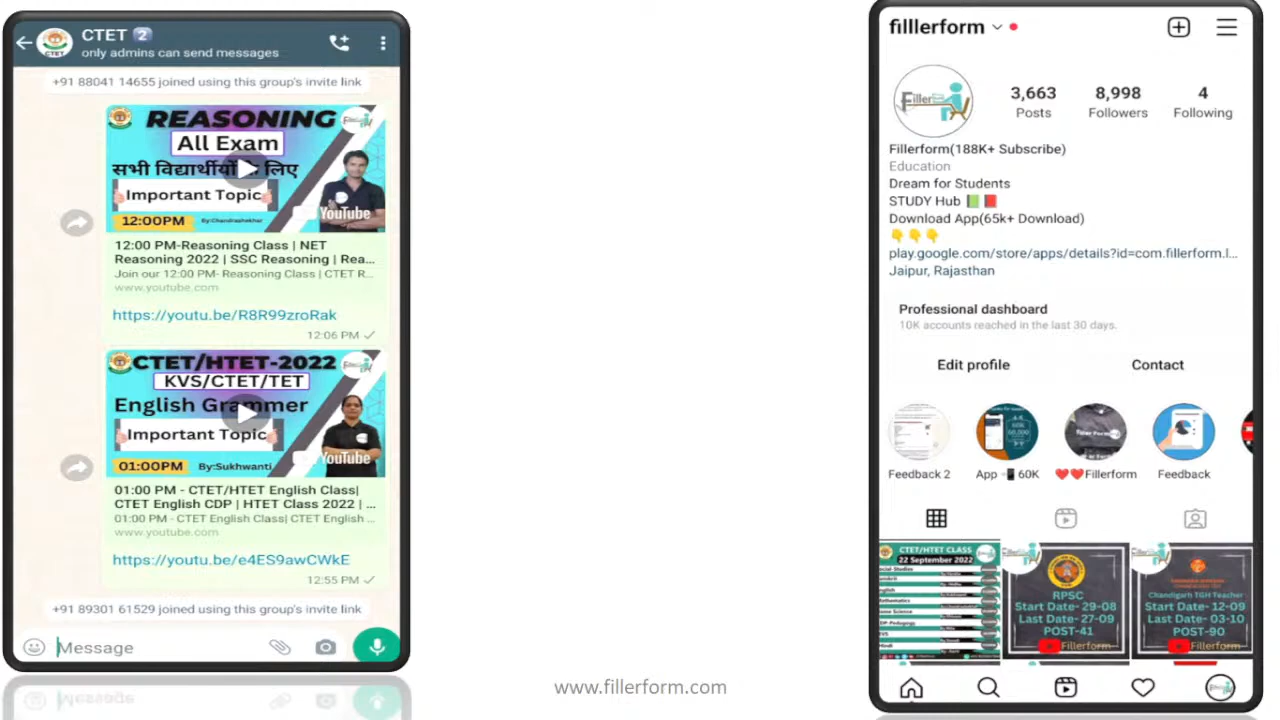 CTET 2
only admins can send messages
+91 88041 14655 joined using this group's invite link
REASONING
All Exam
सभी विद्यार्थीयों के लिए
Important Topic
12:00PM
By:Chandrashekhar
YouTube
12:00 PM-Reasoning Class | NET
Reasoning 2022 | SSC Reasoning | Rea...
Join our 12:00 PM- Reasoning Class | CTET R...
www.youtube.com
https://youtu.be/R8R99zroRak
12:06 PM
CTET/HTET-2022
KVS/CTET/TET
English Grammer
Important Topic
01:00PM
By:Sukhwanti
YouTube
01:00 PM - CTET/HTET English Class|
CTET English CDP | HTET Class 2022 | ...
01:00 PM - CTET English Class| CTET English ...
www.youtube.com
https://youtu.be/e4ES9awCWkE
12:55 PM
+91 89301 61529 joined using this group's invite link
Message
www.fillerform.com
filllerform
3,663
Posts
8,998
Followers
4
Following
Fillerform(188K+ Subscribe)
Education
Dream for Students
STUDY Hub
Download App(65k+ Download)
play.google.com/store/apps/details?id=com.fillerform.l...
Jaipur, Rajasthan
Professional dashboard
10K accounts reached in the last 30 days.
Edit profile
Contact
Feedback 2
App 60K
Fillerform
Feedback
CTET/HTET CLASS
22 September 2022
RPSC
Start Date- 29-08
Last Date- 27-09
POST-41
Fillerform
Chandigarh TGH Teacher
Start Date- 12-09
Last Date- 03-10
POST-90
Fillerform